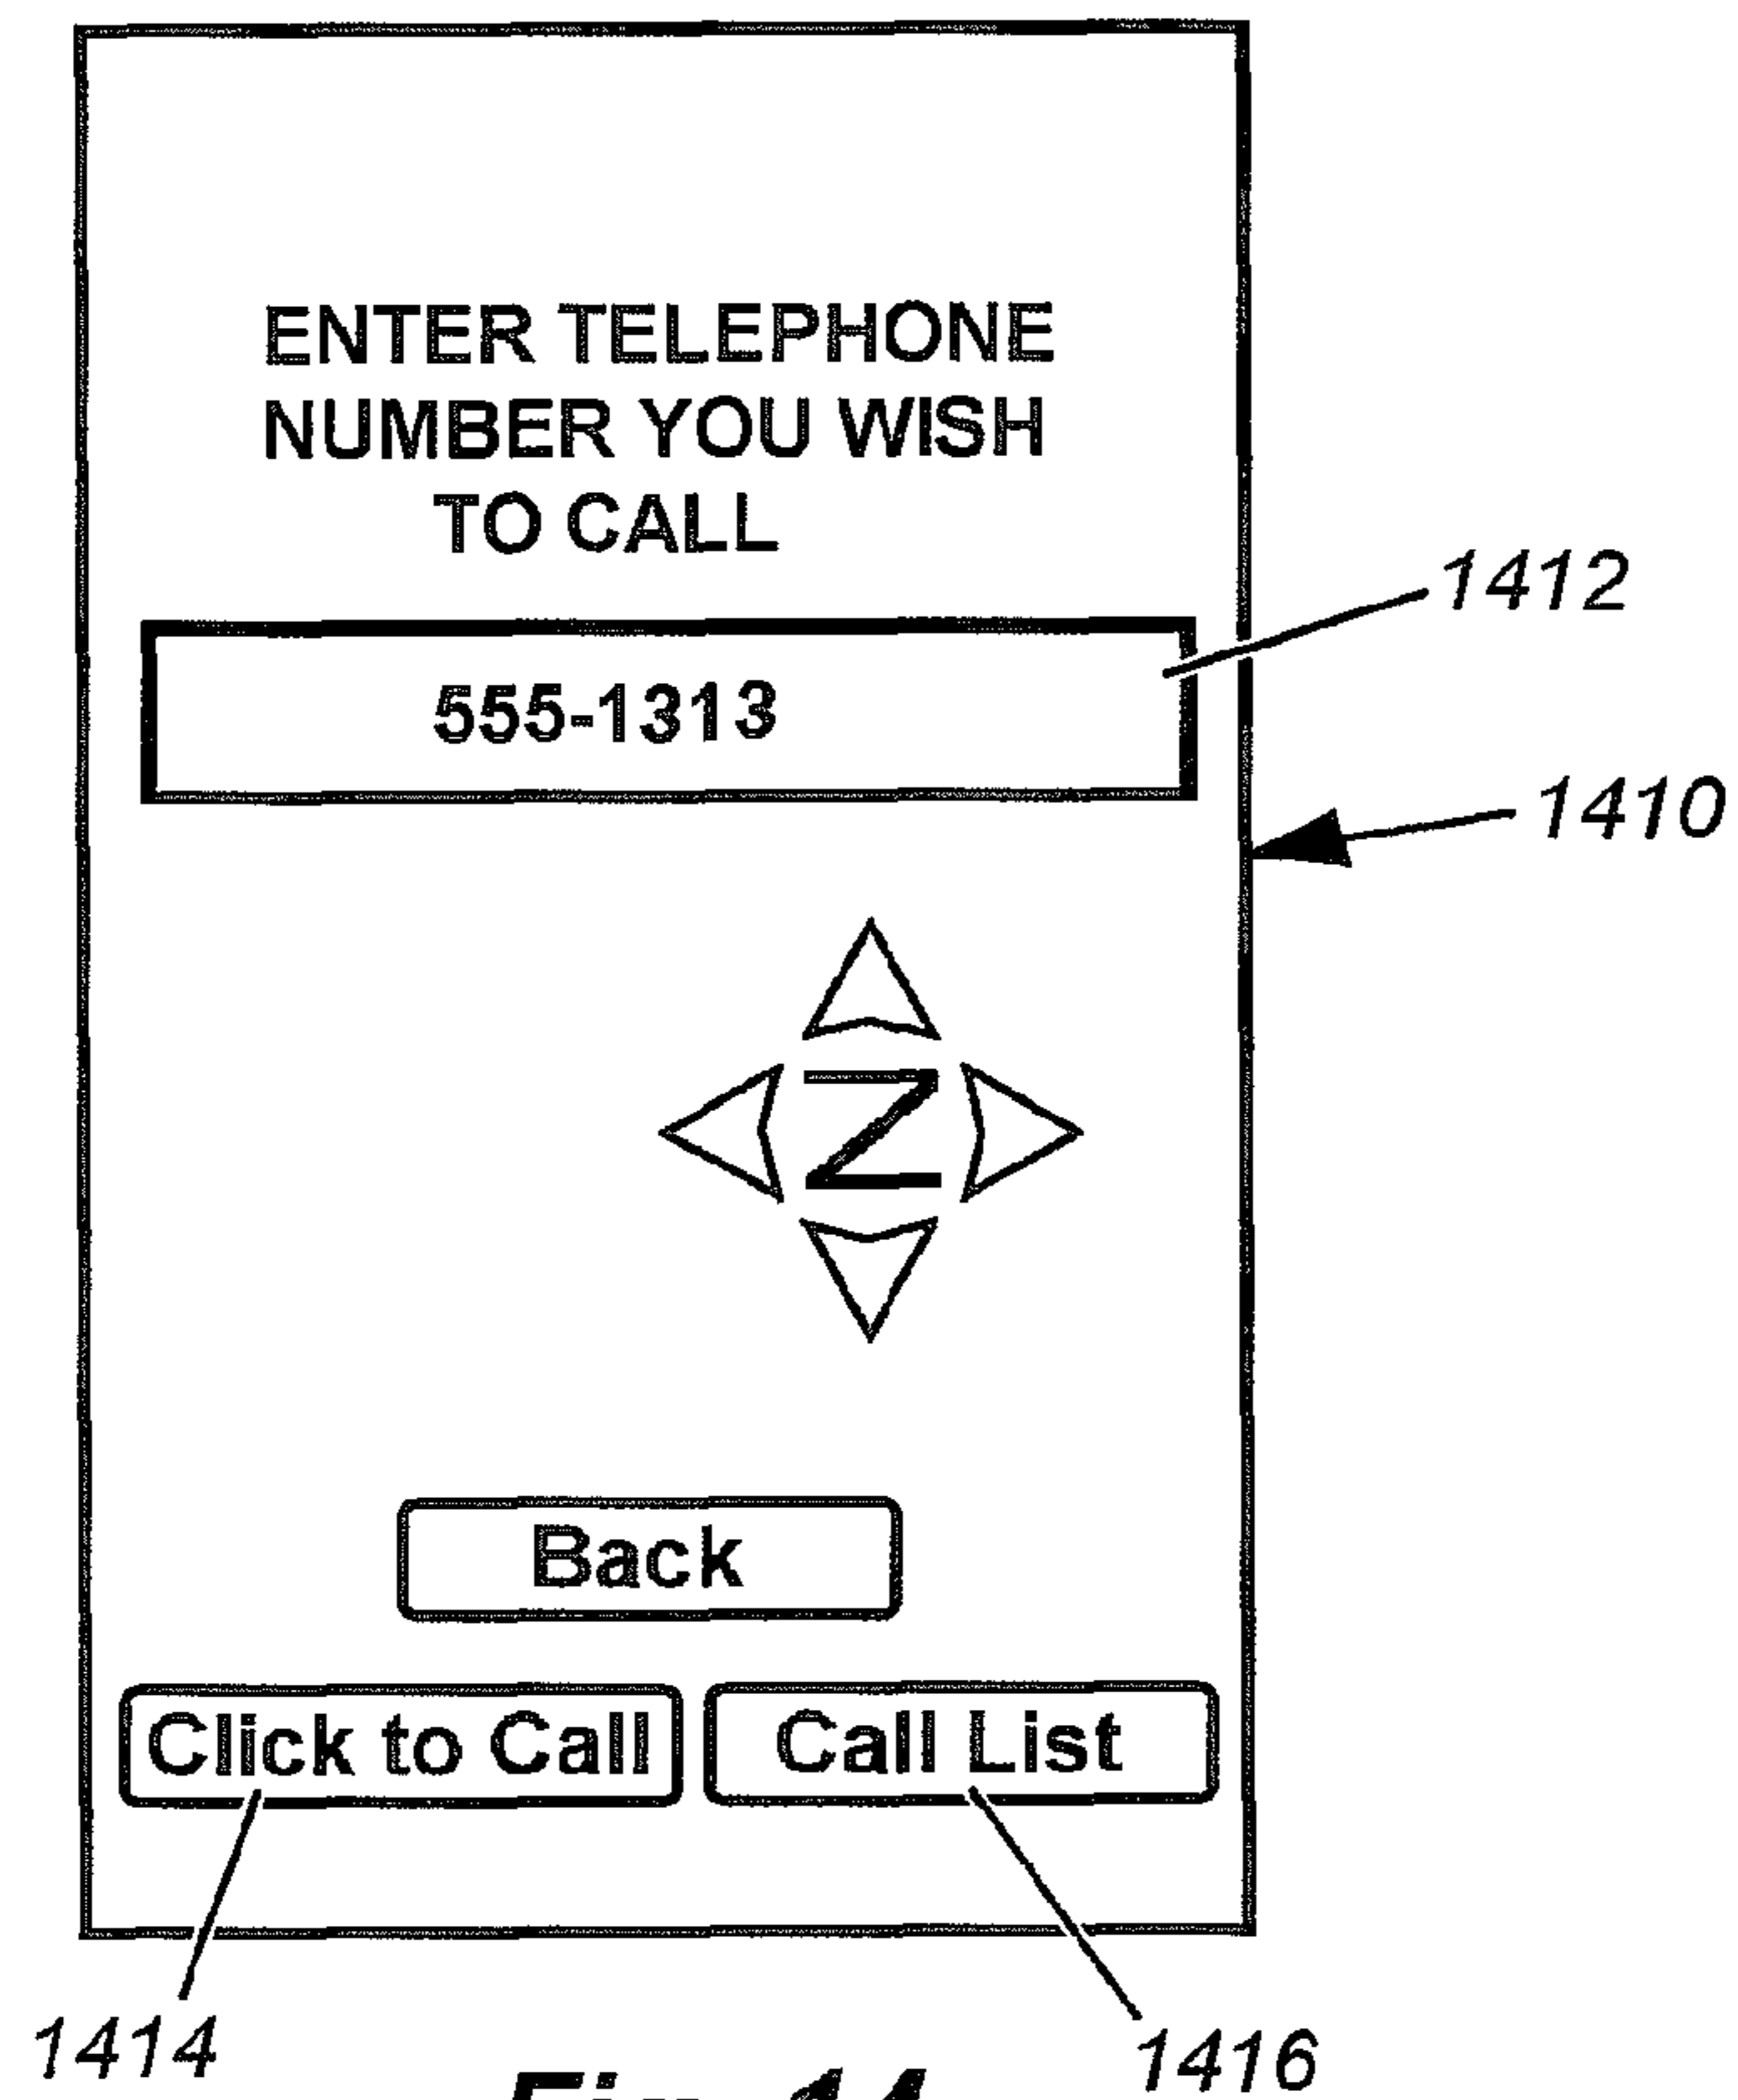 ENTER TELEPHONE
NUMBER YOU WISH
TO CALL
1412
555-1313
1410
Z
Back
Click to Call
Call List
1414
1416